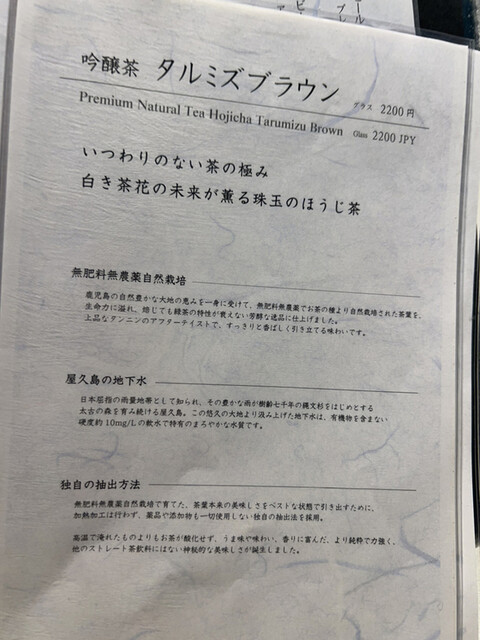 吟醸茶 タルミズブラウン グラス 2200円
Premium Natural Tea Hojicha Tarumizu Brown Glass 2200 JPY
いつわりのない茶の極み
白き茶花の未来が薫る珠玉のほうじ茶
無肥料無農薬自然栽培
鹿児島の自然豊かな大地の恵みを一身に受けて、無肥料無農薬でお茶の種より自然栽培された茶葉を、
生命力に溢れ、焙じても緑茶の特性が衰えない芳醇な逸品に仕上げました。
上品なタンニンのアフターテイストで、すっきりと香ばしく引き立てる味わいです。
屋久島の地下水
日本屈指の雨量地帯として知られ、その豊かな雨が樹齢七千年の縄文杉をはじめとする
太古の森を育み続ける屋久島。この悠久の大地より汲み上げた地下水は、有機物を含まない
硬度約10mg/Lの軟水で特有のまろやかな水質です。
独自の抽出方法
無肥料無農薬自然栽培で育てた、茶葉本来の美味しさをベストな状態で引き出すために、
加熱加工は行わず、薬品や添加物も一切使用しない独自の抽出法を採用。
高温で淹れたものよりもお茶が酸化せず、うま味や味わい、香りに富んだ、より鈍粋で力強く、
他のストレート茶飲料にはない神秘的な美味しさが誕生しました。